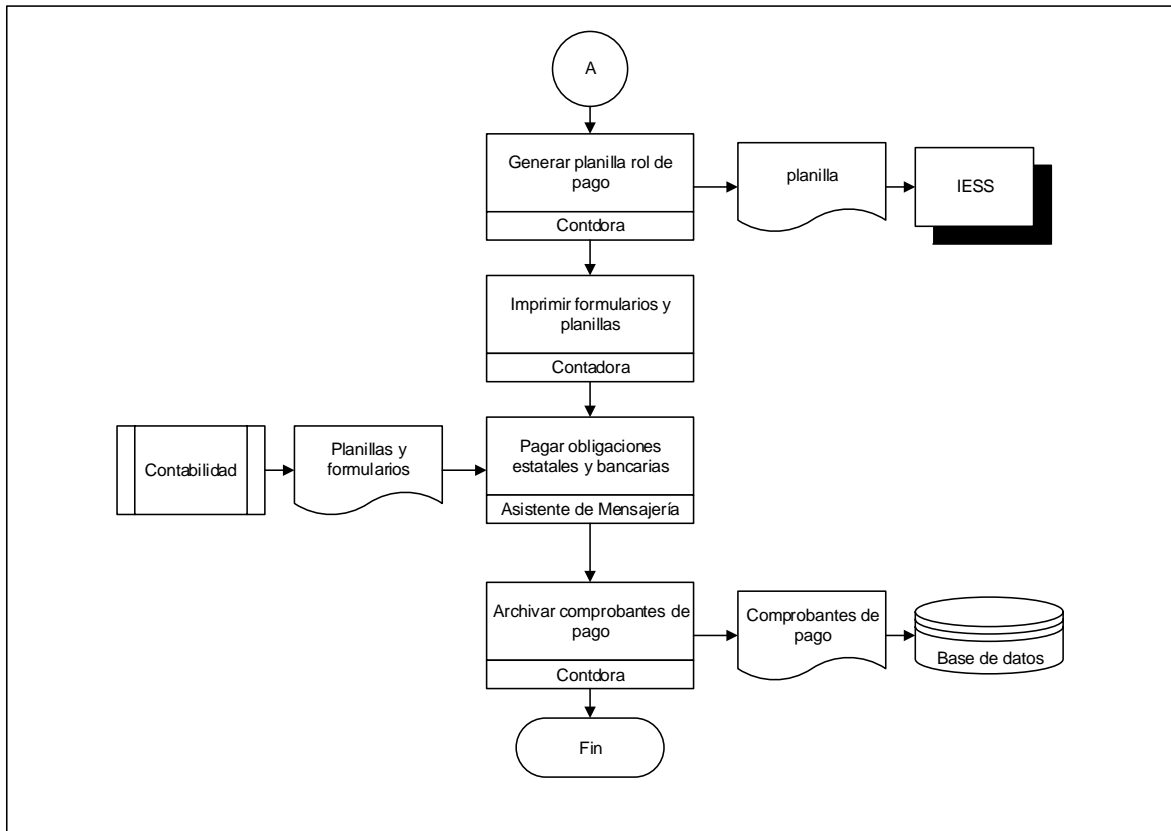 A
Generar planilla rol de
pago
Contdora
planilla
IESS
Imprimir formularios y
planillas
Contadora
Contabilidad
Planillas y
formularios
Pagar obligaciones
estatales y bancarias
Asistente de Mensajería
Archivar comprobantes de
pago
Contdora
Comprobantes de
pago
Base de datos
Fin